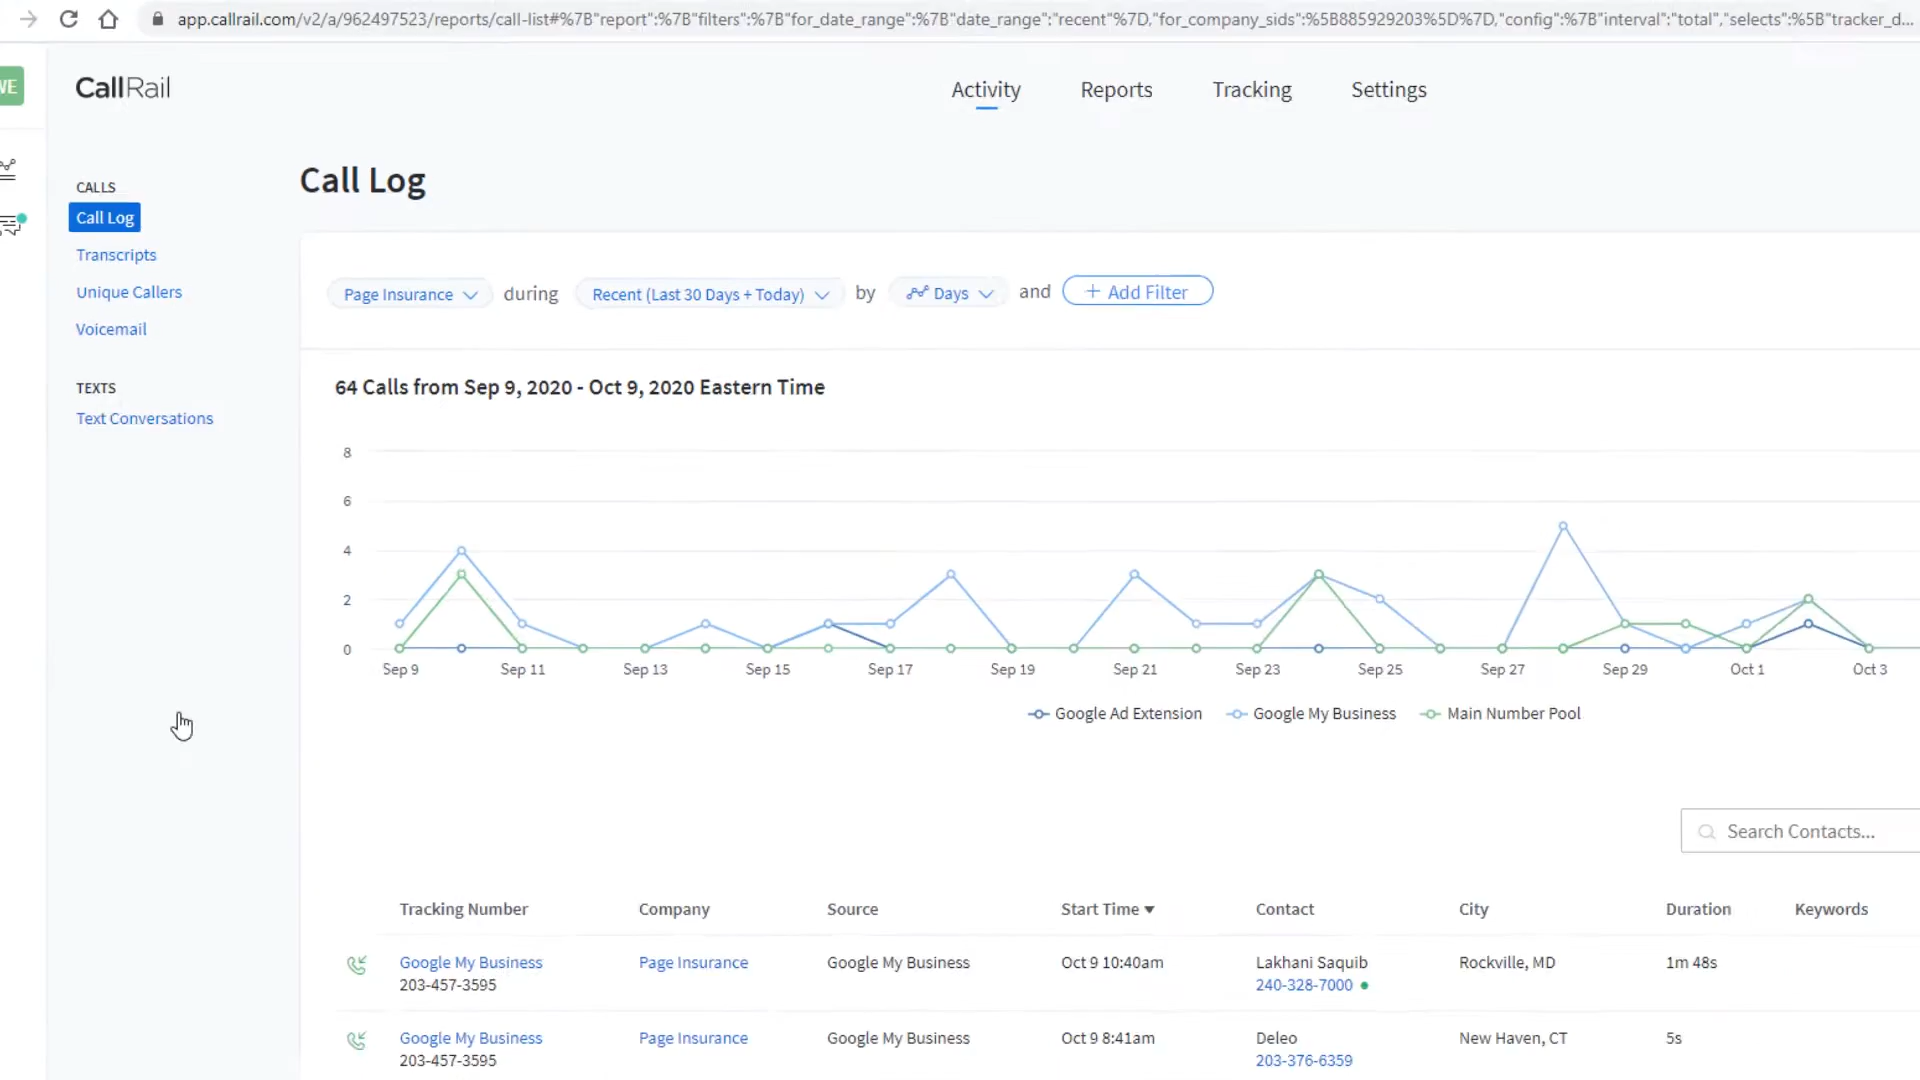 app.callrail.com/v2/a/962497523/reports/call-list#%7B"report":%7B"filters":%7B"for_date_range":%7B"date_range":"recent"%7D,"for_company_sids":%5B885929203%5D%7D,"config":%7B"interval":"total","selects":%5B"tracker_d...
CallRail
Activity Reports Tracking Settings
CALLS
Call Log
Transcripts
Unique Callers
Voicemail
TEXTS
Text Conversations
Call Log
Page Insurance during Recent (Last 30 Days + Today) by Days and + Add Filter
64 Calls from Sep 9, 2020 - Oct 9, 2020 Eastern Time
8
6
4
2
0
Sep 9 Sep 11 Sep 13 Sep 15 Sep 17 Sep 19 Sep 21 Sep 23 Sep 25 Sep 27 Sep 29 Oct 1 Oct 3
Google Ad Extension Google My Business Main Number Pool
Search Contacts...
Tracking Number Company Source Start Time Contact City Duration Keywords
Google My Business Page Insurance Google My Business Oct 9 10:40am Lakhani Saquib Rockville, MD 1m 48s
203-457-3595 240-328-7000
Google My Business Page Insurance Google My Business Oct 9 8:41am Deleo New Haven, CT 5s
203-457-3595 203-376-6359